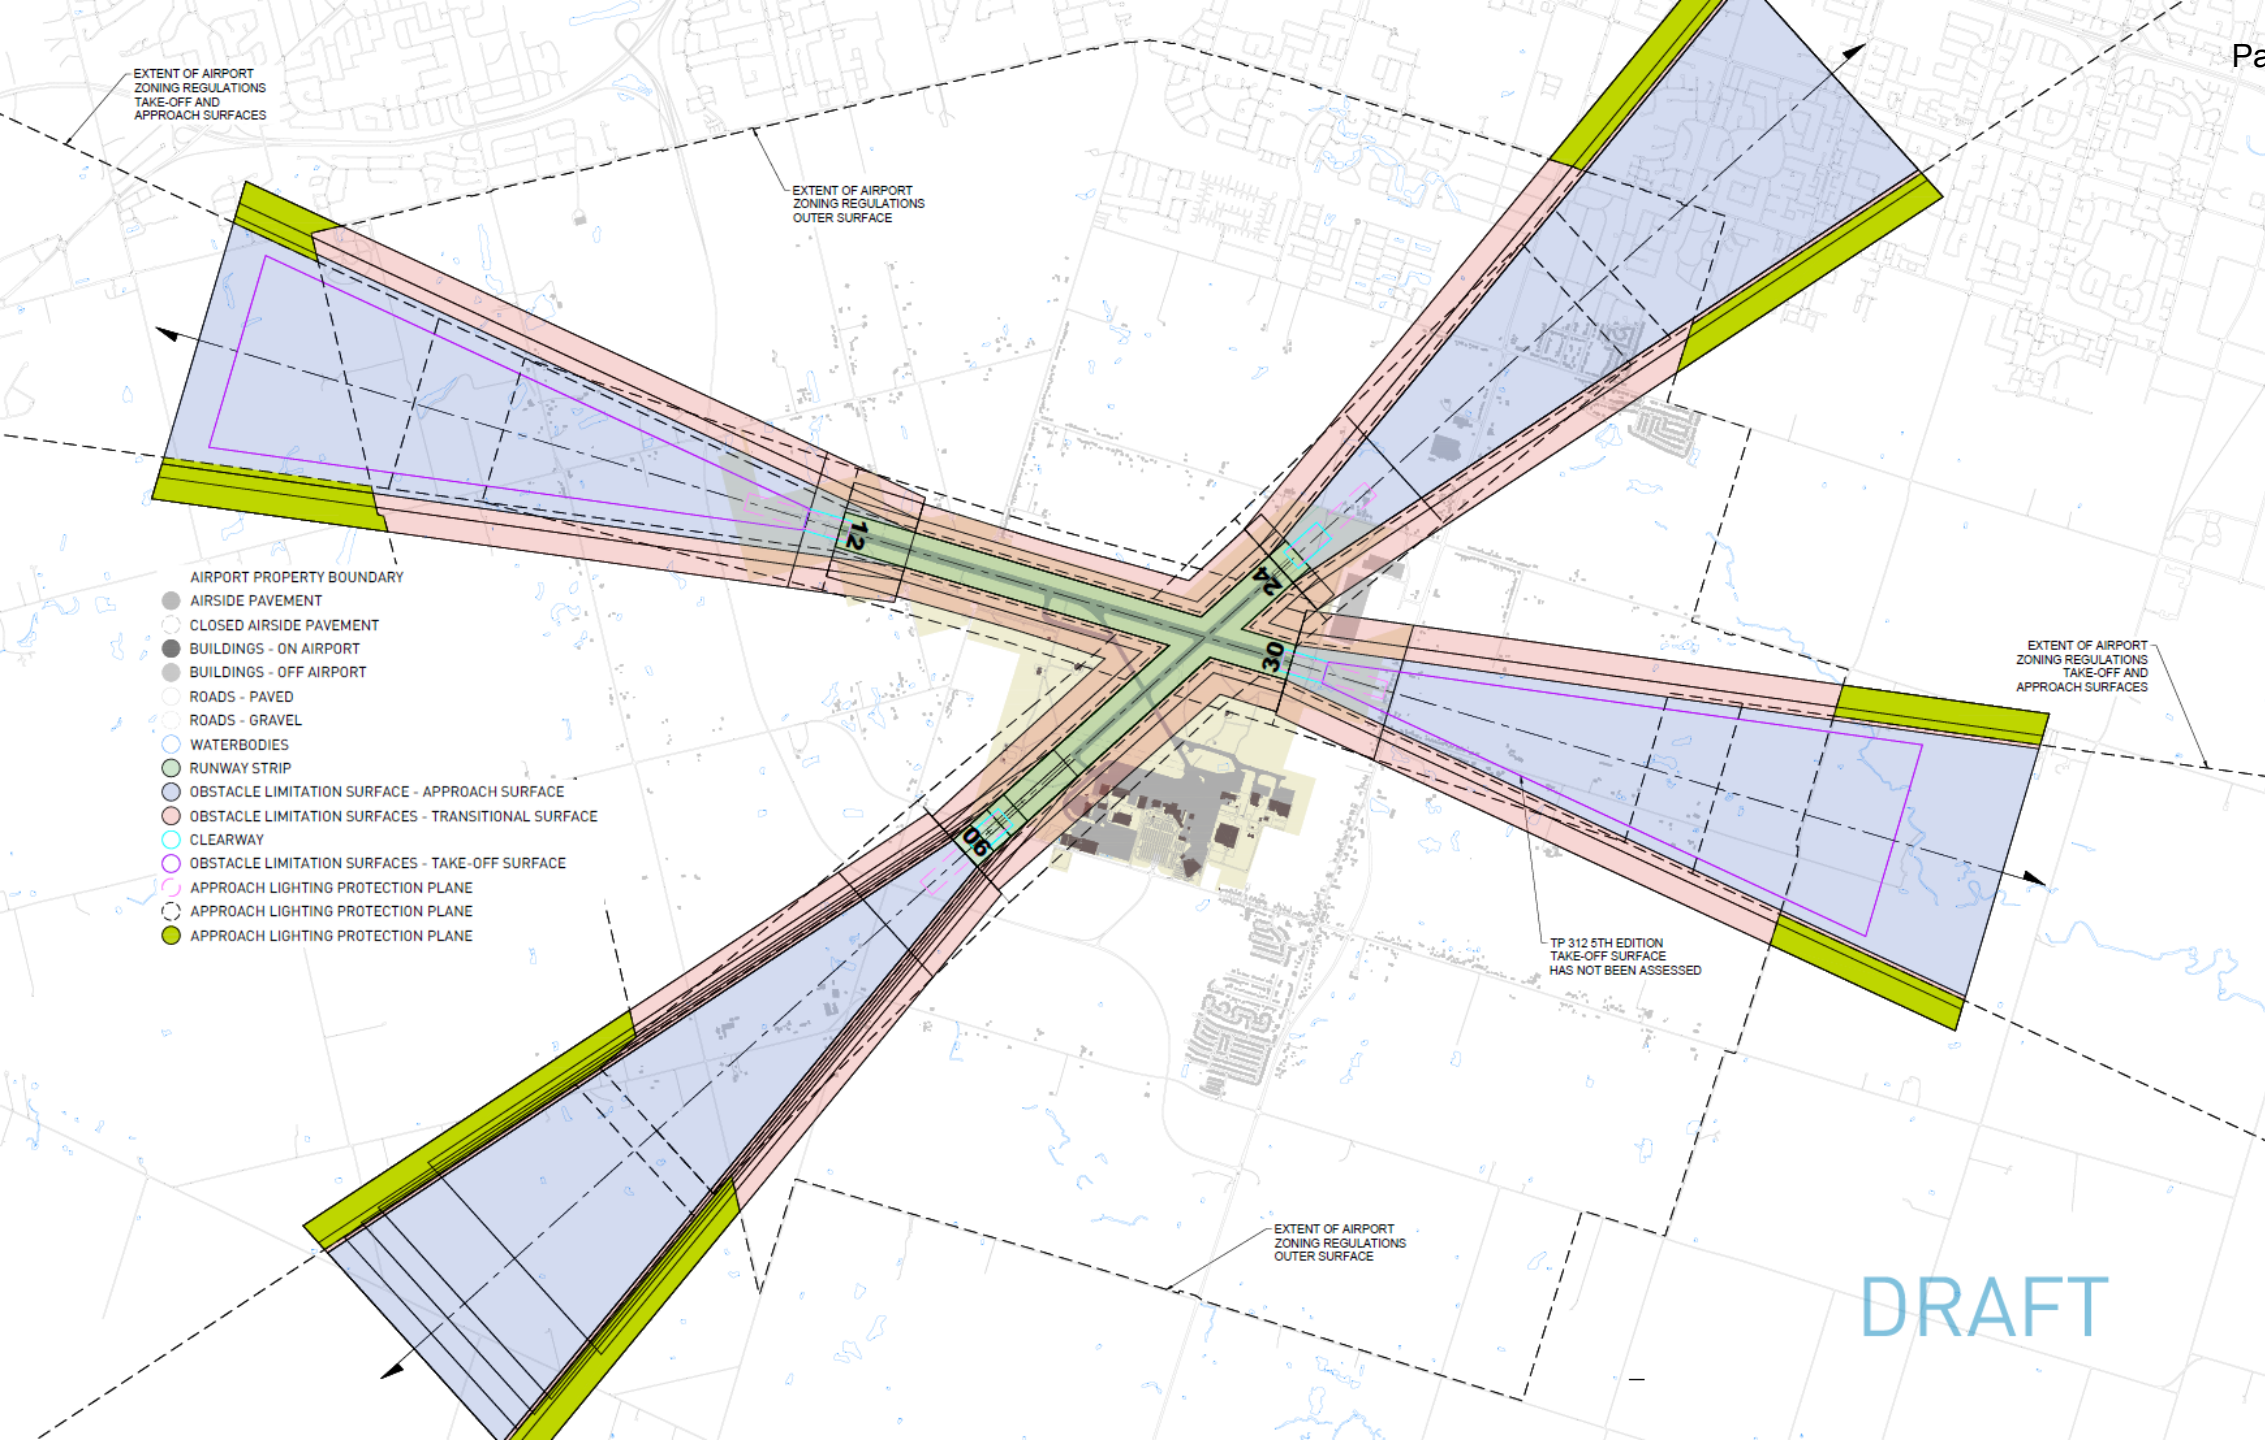 Pa
EXTENT OF AIRPORT
ZONING REGULATIONS
TAKE-OFF AND
APPROACH SURFACES
EXTENT OF AIRPORT
ZONING REGULATIONS
OUTER SURFACE
12
24
30
06
AIRPORT PROPERTY BOUNDARY
AIRSIDE PAVEMENT
CLOSED AIRSIDE PAVEMENT
BUILDINGS - ON AIRPORT
BUILDINGS - OFF AIRPORT
ROADS - PAVED
ROADS - GRAVEL
WATERBODIES
RUNWAY STRIP
OBSTACLE LIMITATION SURFACE - APPROACH SURFACE
OBSTACLE LIMITATION SURFACES - TRANSITIONAL SURFACE
CLEARWAY
OBSTACLE LIMITATION SURFACES - TAKE-OFF SURFACE
APPROACH LIGHTING PROTECTION PLANE
APPROACH LIGHTING PROTECTION PLANE
APPROACH LIGHTING PROTECTION PLANE
EXTENT OF AIRPORT
ZONING REGULATIONS
TAKE-OFF AND
APPROACH SURFACES
TP 312 5TH EDITION
TAKE-OFF SURFACE
HAS NOT BEEN ASSESSED
EXTENT OF AIRPORT
ZONING REGULATIONS
OUTER SURFACE
DRAFT